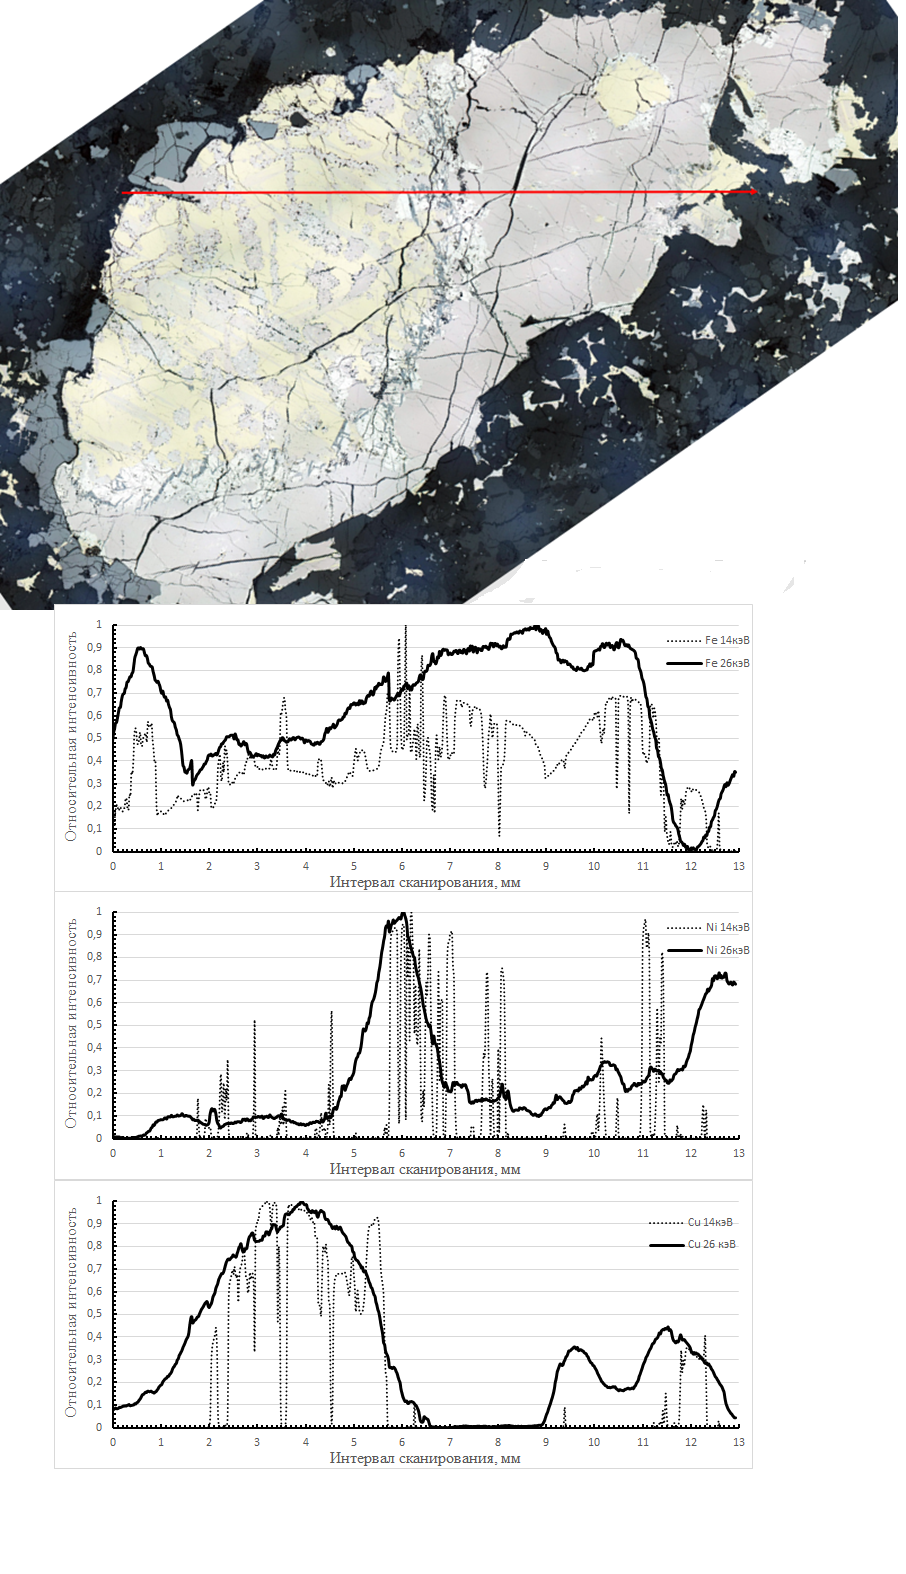 Относительная интенсивность
1
0,9
0,8
0,7
0,6
0,5
0,4
0,3
0,2
0,1
0
Fe 14кэВ
Fe 26кэВ
0 1 2 3 4 5 6 7 8 9 10 11 12 13
Интервал сканирования, мм
Относительная интенсивность
1
0,9
0,8
0,7
0,6
0,5
0,4
0,3
0,2
0,1
0
Ni 14кэВ
Ni 26кэВ
0 1 2 3 4 5 6 7 8 9 10 11 12 13
Интервал сканирования, мм
Относительная интенсивность
1
0,9
0,8
0,7
0,6
0,5
0,4
0,3
0,2
0,1
0
Cu 14кэВ
Cu 26 кэВ
0 1 2 3 4 5 6 7 8 9 10 11 12 13
Интервал сканирования, мм